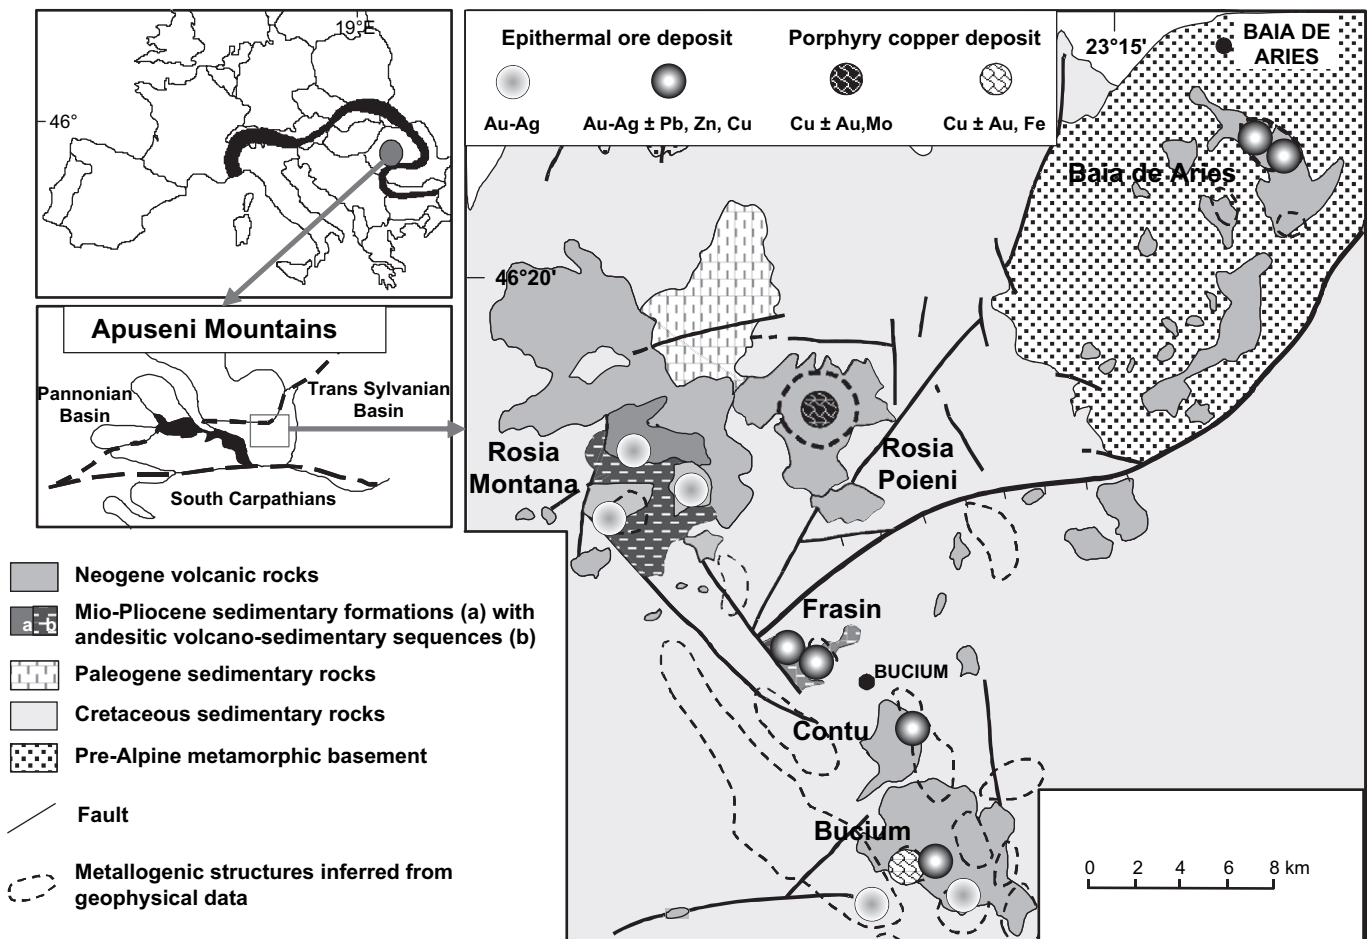 19°E
46°
Apuseni Mountains
Pannonian
Basin
Trans Sylvanian
Basin
South Carpathians
Epithermal ore deposit
Porphyry copper deposit
Au-Ag
Au-Ag ± Pb, Zn, Cu
Cu ± Au,Mo
Cu ± Au, Fe
23°15'
BAIA DE
ARIES
Baia de Aries
46°20'
Rosia
Montana
Rosia
Poieni
Frasin
BUCIUM
Contu
Bucium
0 2 4 6 8 km
Neogene volcanic rocks
a b
Mio-Pliocene sedimentary formations (a) with
andesitic volcano-sedimentary sequences (b)
Paleogene sedimentary rocks
Cretaceous sedimentary rocks
Pre-Alpine metamorphic basement
Fault
Metallogenic structures inferred from
geophysical data